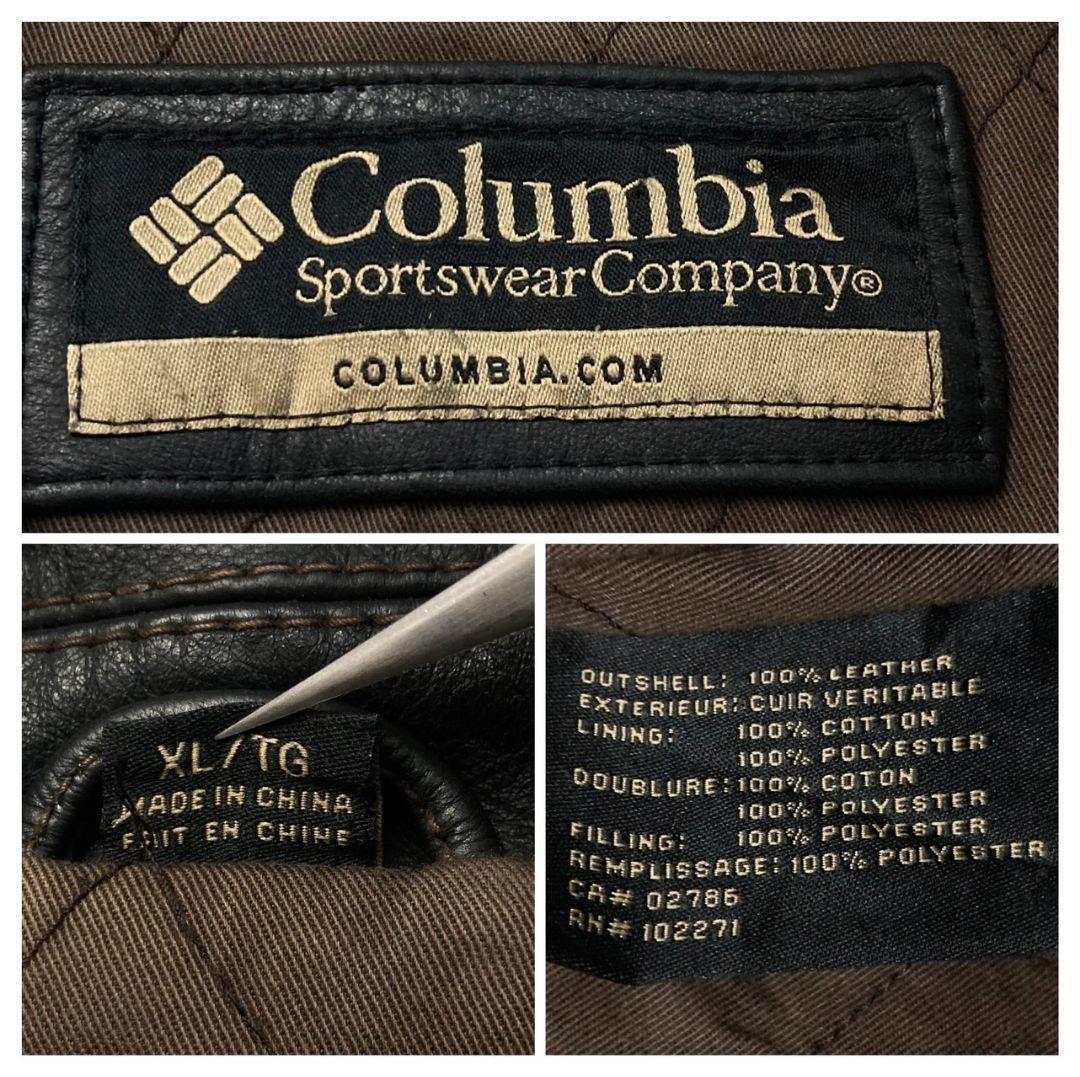 Columbia
Sportswear Company®
COLUMBIA.COM
XL/TG
MADE IN CHINA
FAIT EN CHINE
OUTSHELL: 100% LEATHER
EXTERIEUR: CUIR VERITABLE
LINING: 100% COTTON
100% POLYESTER
DOUBLURE: 100% COTON
100% POLYESTER
FILLING: 100% POLYESTER
REMPLISSAGE: 100% POLYESTER
CA# 02786
RN# 102271